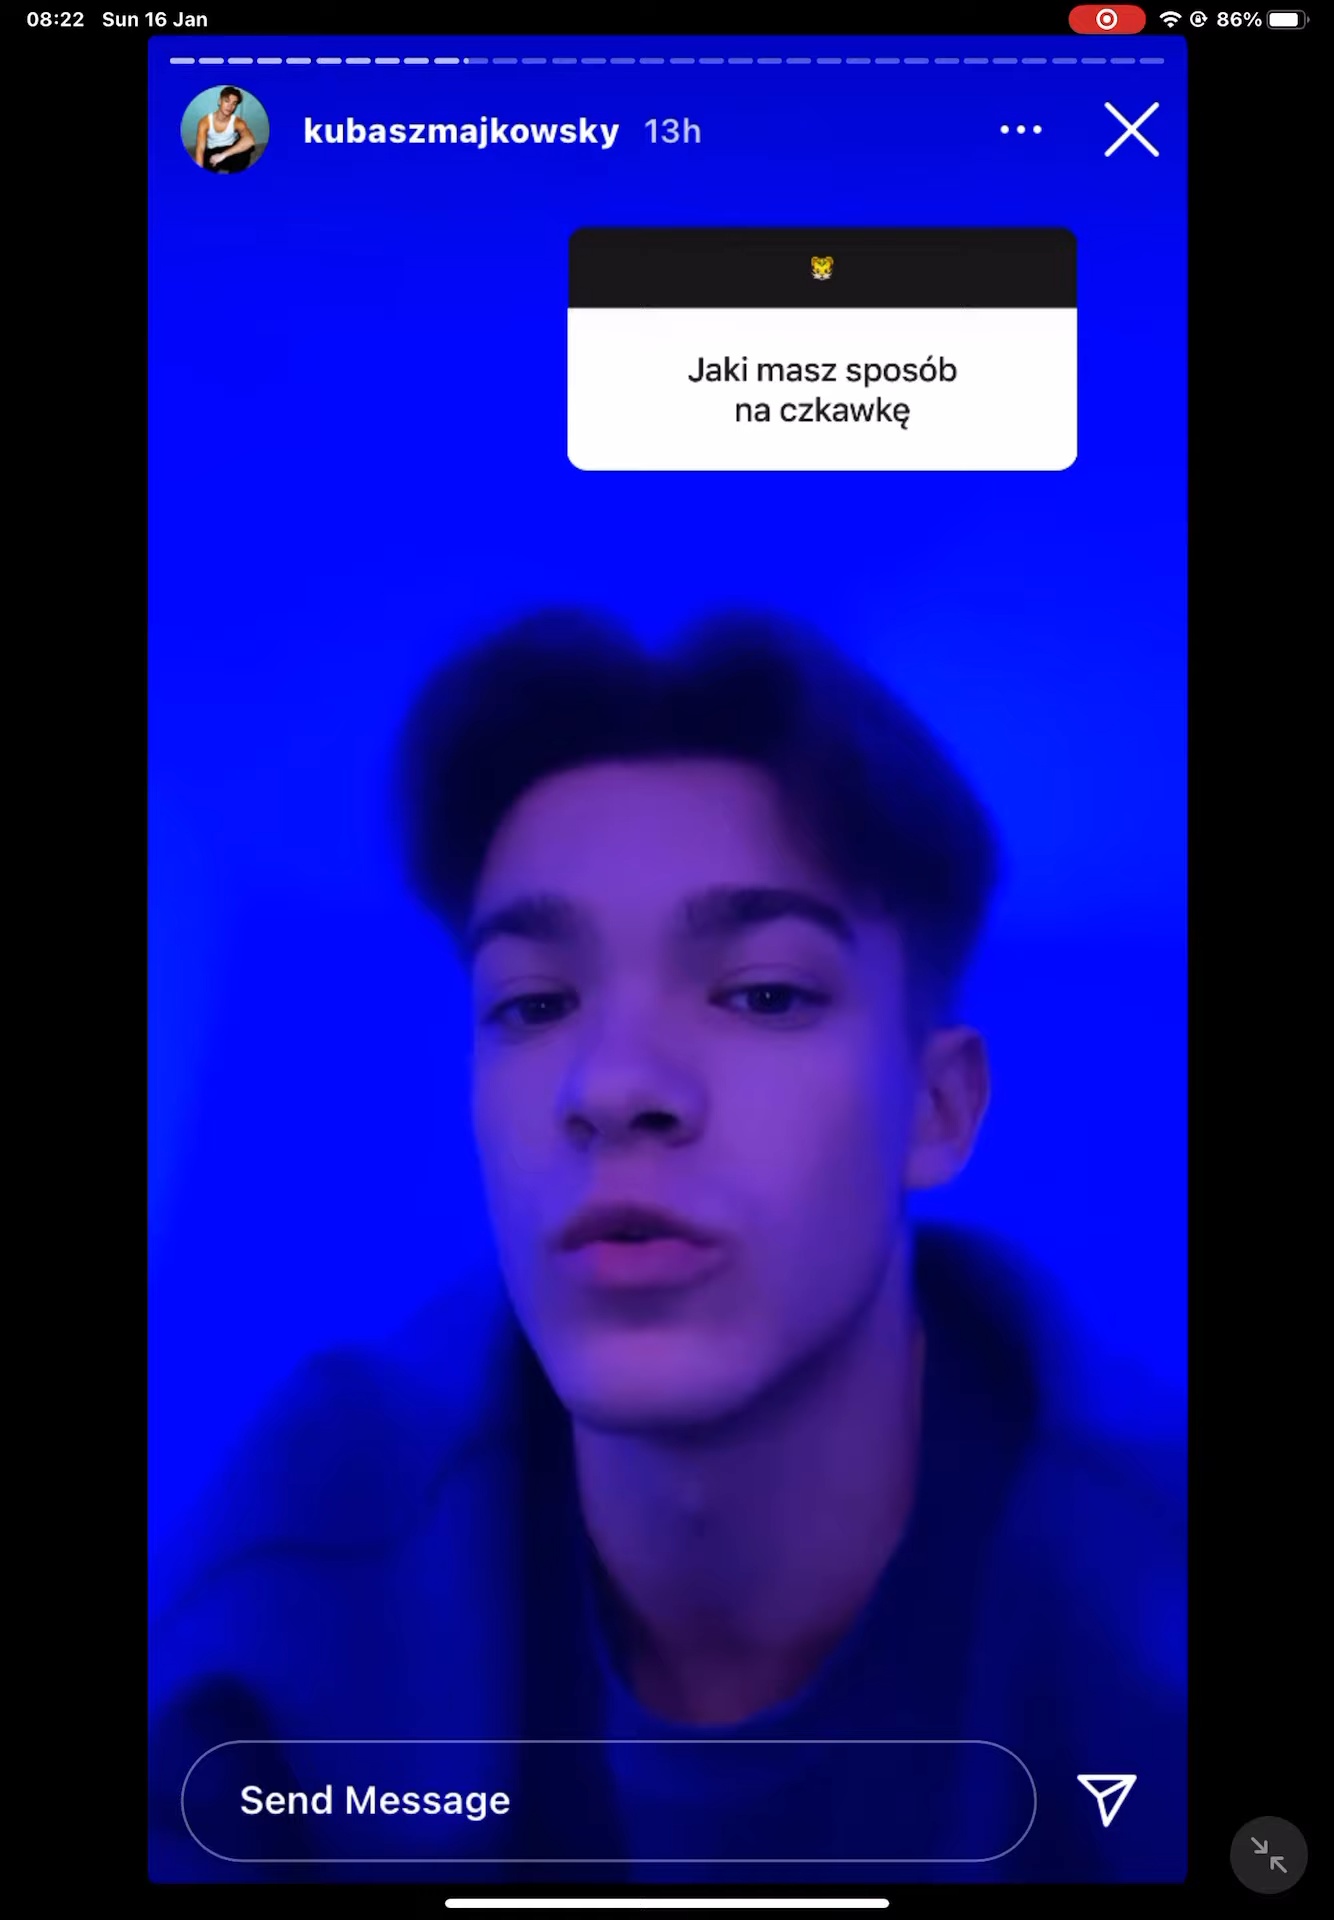 08:22 Sun 16 Jan 86%
kubaszmajkowsky 13h
Jaki masz sposób
na czkawkę
Send Message